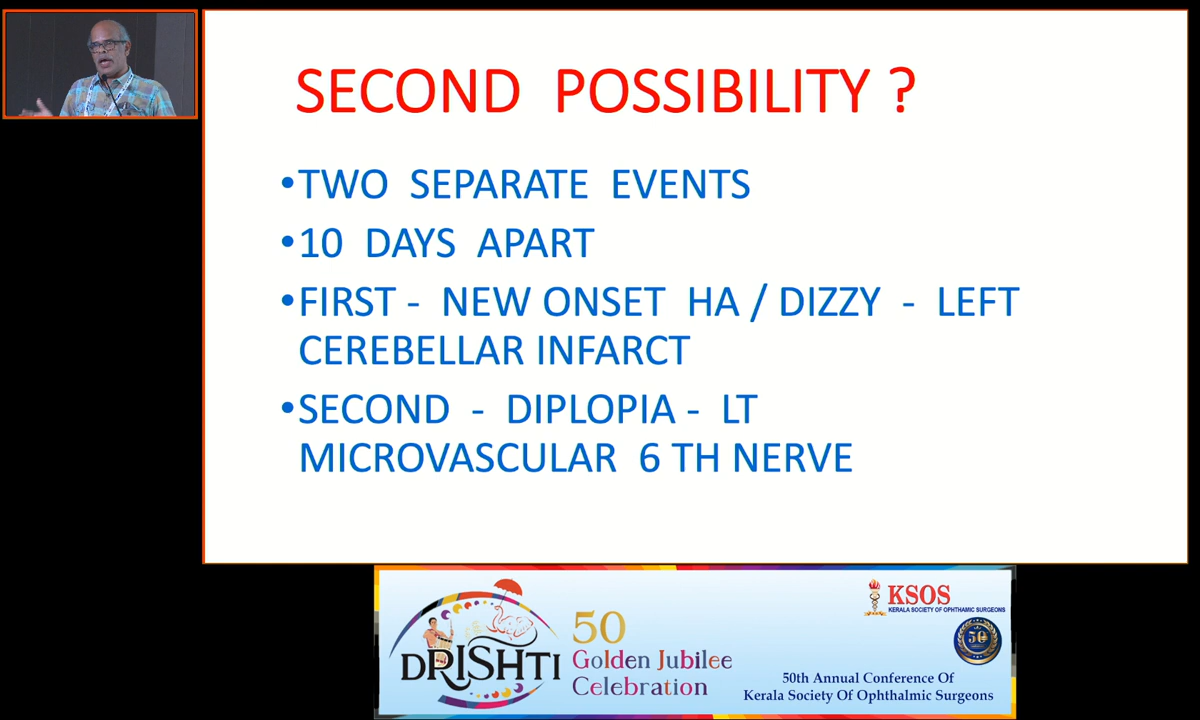 SECOND POSSIBILITY ?
•TWO SEPARATE EVENTS
•10 DAYS APART
•FIRST - NEW ONSET HA / DIZZY - LEFT
CEREBELLAR INFARCT
•SECOND - DIPLOPIA - LT
MICROVASCULAR 6 TH NERVE
DRISHTI
50
Golden Jubilee
Celebration
KSOS
KERALA SOCIETY OF OPHTHAMIC SURGEONS
50
50th Annual Conference Of
Kerala Society Of Ophthalmic Surgeons